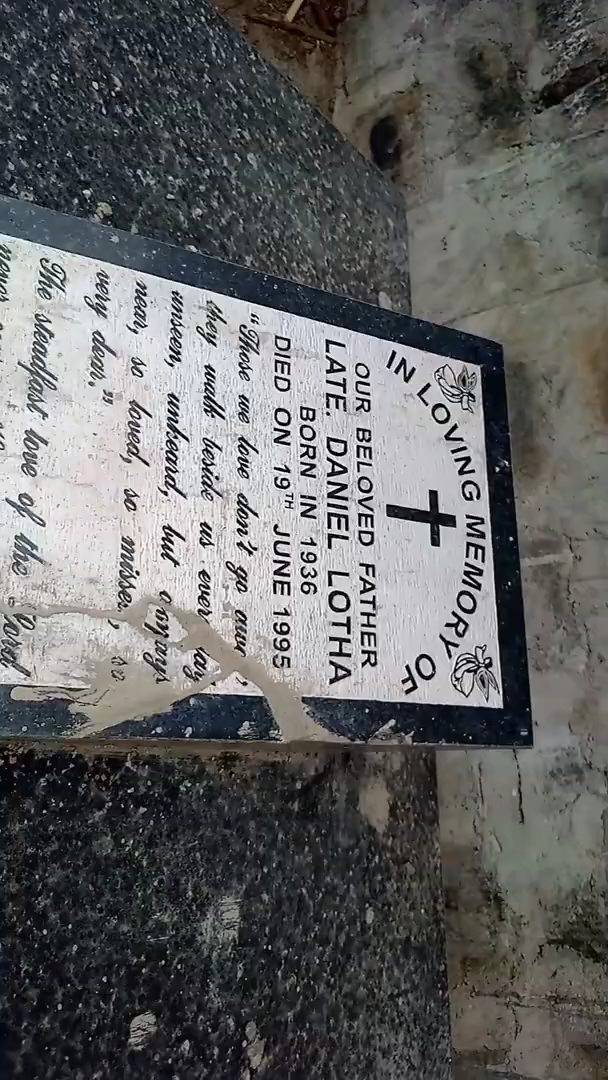 IN LOVING MEMORY OF
OUR BELOVED FATHER
LATE. DANIEL LOTHA
BORN IN 1936
DIED ON 19TH JUNE 1995
"Those we love don't go away,
they walk beside us every day
unseen, unheard, but always
near, so loved, so missed,
very dear."
The steadfast love of the Lord
never